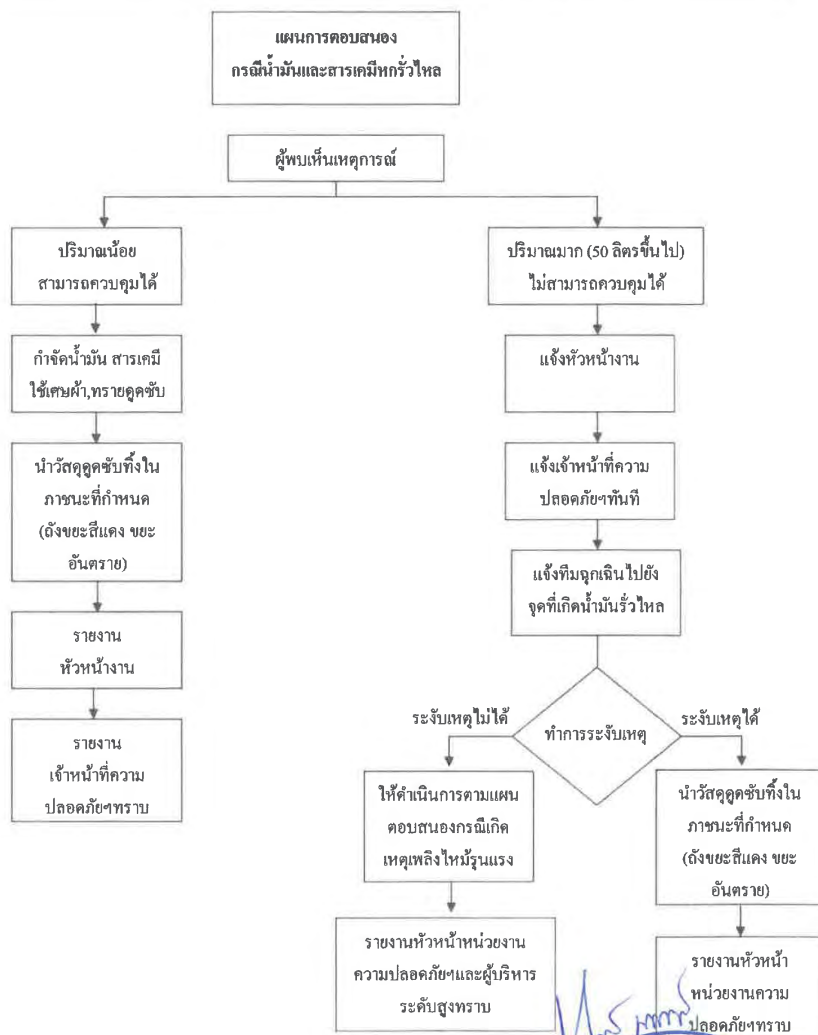 แผนการตอบสนอง
กรณีน้ำมันและสารเคมีหกรั่วไหล
ผู้พบเห็นเหตุการณ์
ปริมาณน้อย
สามารถควบคุมได้
กำจัดน้ำมัน สารเคมี
ใช้เศษผ้า,ทรายดูดซับ
นำวัสดุดูดซับทิ้งใน
ภาชนะที่กำหนด
(ถังขยะสีแดง ขยะ
อันตราย)
รายงาน
หัวหน้างาน
รายงาน
เจ้าหน้าที่ความ
ปลอดภัยฯทราบ
ปริมาณมาก (50 ลิตรขึ้นไป)
ไม่สามารถควบคุมได้
แจ้งหัวหน้างาน
แจ้งเจ้าหน้าที่ความ
ปลอดภัยฯทันที
แจ้งทีมฉุกเฉินไปยัง
จุดที่เกิดน้ำมันรั่วไหล
ทำการระงับเหตุ
ระงับเหตุไม่ได้
ให้ดำเนินการตามแผน
ตอบสนองกรณีเกิด
เหตุเพลิงไหม้รุนแรง
รายงานหัวหน้าหน่วยงาน
ความปลอดภัยฯและผู้บริหาร
ระดับสูงทราบ
ระงับเหตุได้
นำวัสดุดูดซับทิ้งใน
ภาชนะที่กำหนด
(ถังขยะสีแดง ขยะ
อันตราย)
รายงานหัวหน้า
หน่วยงานความ
ปลอดภัยฯทราบ